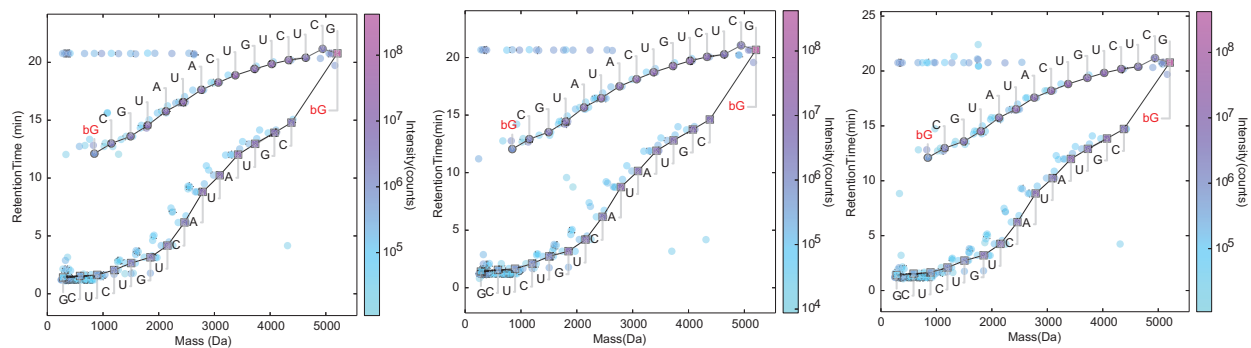 RetentionTime (min)
20
15
10
5
0
bG C G U A U A C U G U C U C G
GC U C U G U C A U A U G C bG
0 1000 2000 3000 4000 5000
Mass (Da)
10^8
10^7
10^6
10^5
Intensity(counts)
RetentionTime(min)
20
15
10
5
0
bG C G U A U A C U G U C U C G
GC U C U G U C A U A U G C bG
0 1000 2000 3000 4000 5000
Mass(Da)
10^8
10^7
10^6
10^5
10^4
Intensity(counts)
RetentionTime(min)
25
20
15
10
5
0
bG C G U A U A C U G U C U C G
GC U C U G U C A U A U G C bG
0 1000 2000 3000 4000 5000
Mass(Da)
10^8
10^7
10^6
10^5
Intensity(counts)